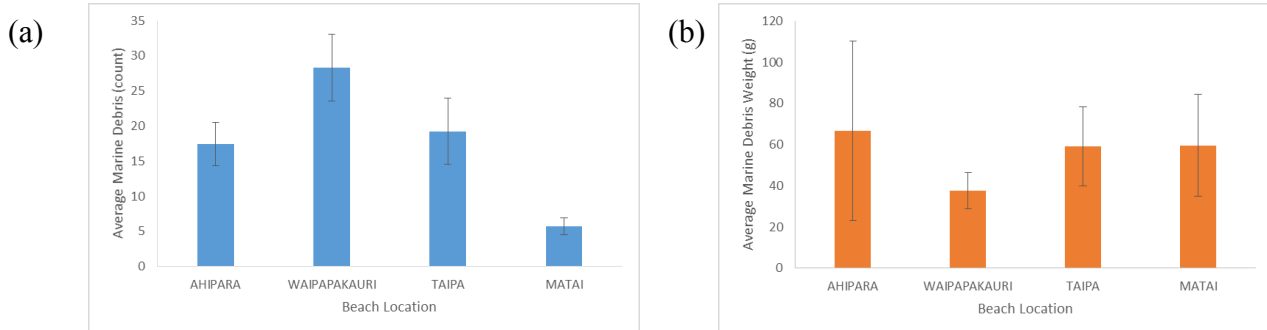 (a)
Average Marine Debris (count)
35
30
25
20
15
10
5
0
AHIPARA WAIPAPAKAURI TAIPA MATAI
Beach Location
(b)
Average Marine Debris Weight (g)
120
100
80
60
40
20
0
AHIPARA WAIPAPAKAURI TAIPA MATAI
Beach Location